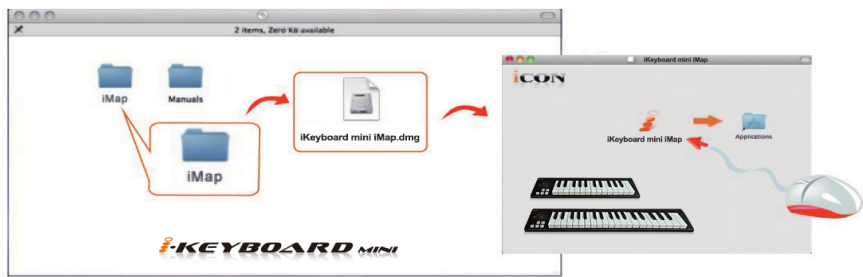 2 items, Zero KB available
iMap
Manuals
iMap
iKeyboard mini iMap.dmg
i-KEYBOARD MINI
iKeyboard mini iMap
iCON
iKeyboard mini iMap
Applications